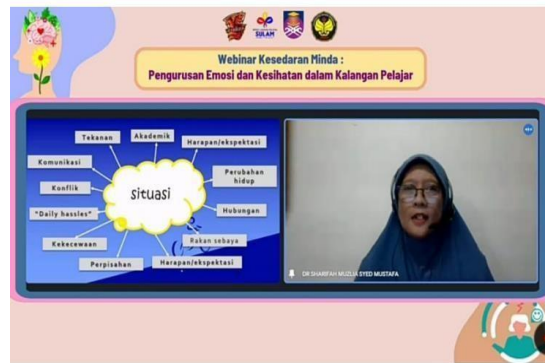 SULAM
Webinar Kesedaran Minda :
Pengurusan Emosi dan Kesihatan dalam Kalangan Pelajar
Tekanan
Akademik
Harapan/ekspektasi
Komunikasi
Perubahan
hidup
Konflik
situasi
"Daily hassles"
Hubungan
Kekecewaan
Rakan sebaya
Perpisahan
Harapan/ekspektasi
DR SHARIFAH MUZLIA SYED MUSTAFA